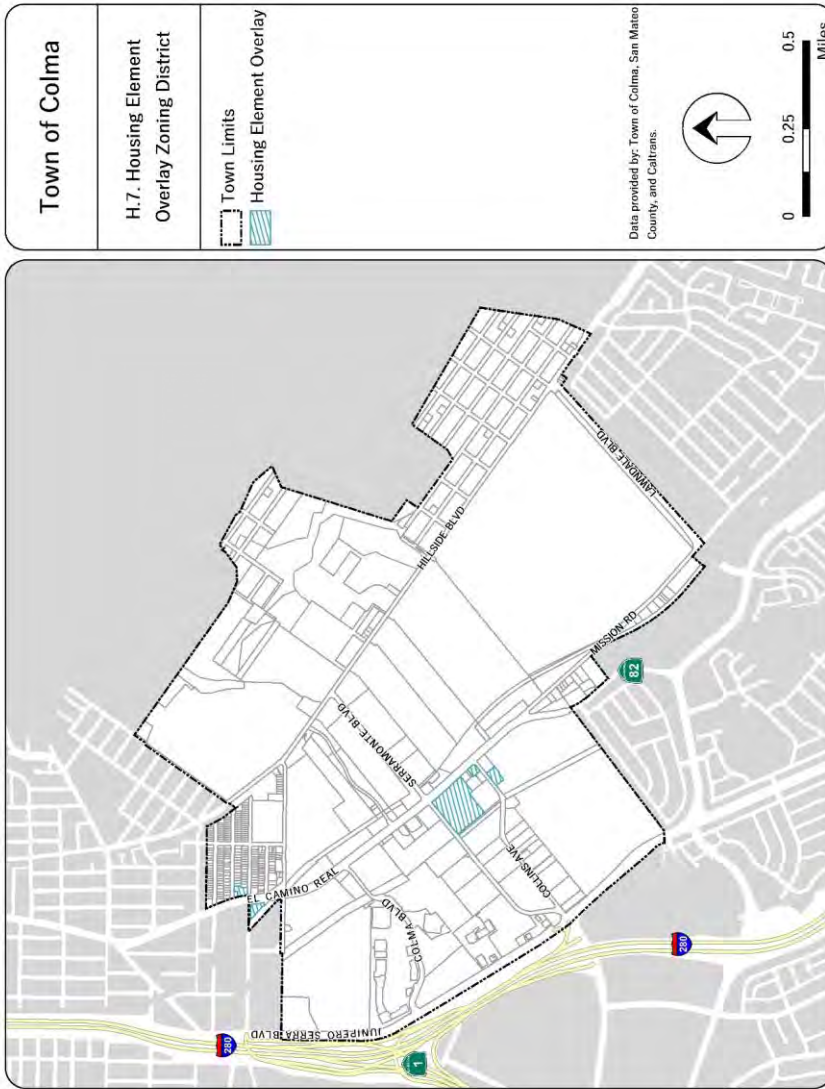 Town of Colma
H.7. Housing Element
Overlay Zoning District
Town Limits
Housing Element Overlay
Data provided by: Town of Colma, San Mateo
County, and Caltrans.
0
0.25
0.5
Miles
HILLSIDE BLVD
LAWNDALE BLVD
MISSION RD
82
SERRAMONTE BLVD
EL CAMINO REAL
COLLINS AVE
COLMA BLVD
JUNIPERO SERRA BLVD
280
1
280